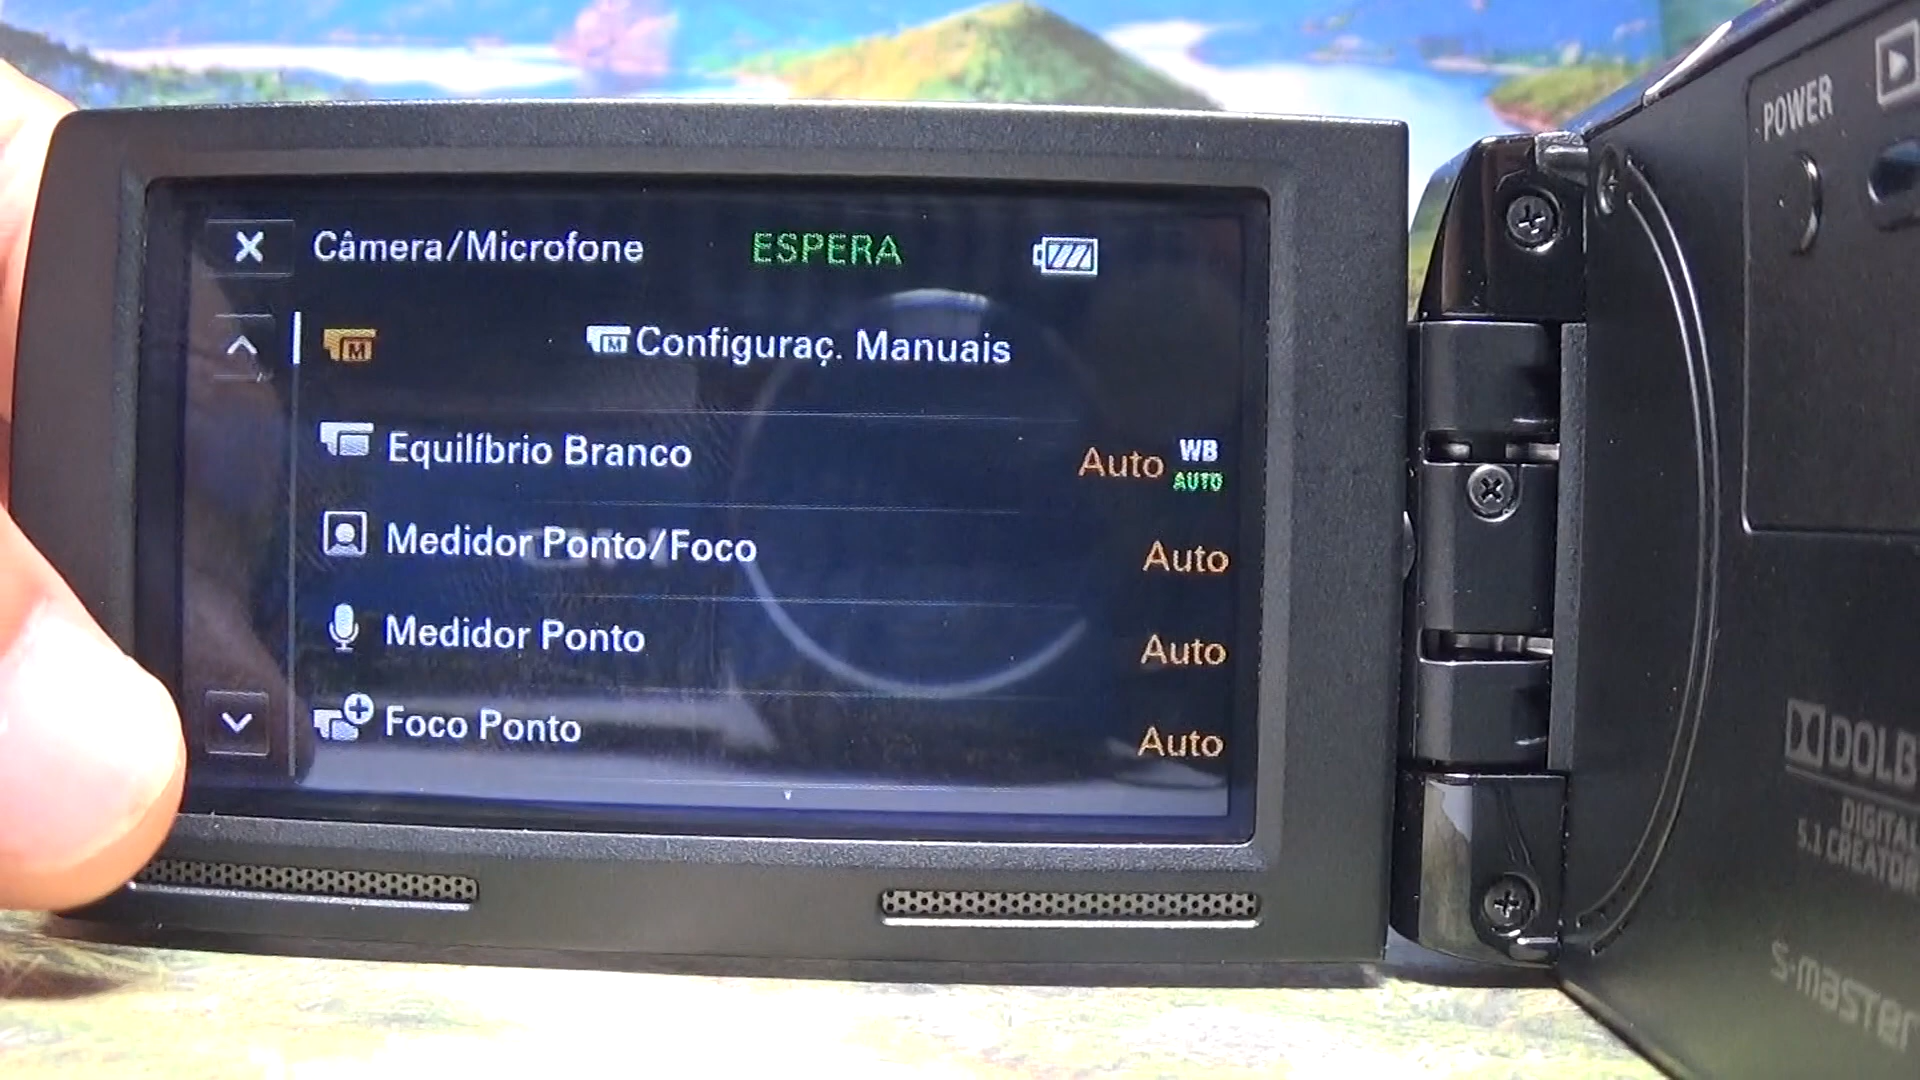 Câmera/Microfone ESPERA
M
M Configuraç. Manuais
Equilíbrio Branco Auto WB AUTO
Medidor Ponto/Foco Auto
Medidor Ponto Auto
Foco Ponto Auto
POWER
DOLB
DIGITAL
5.1 CREATOR
S-master